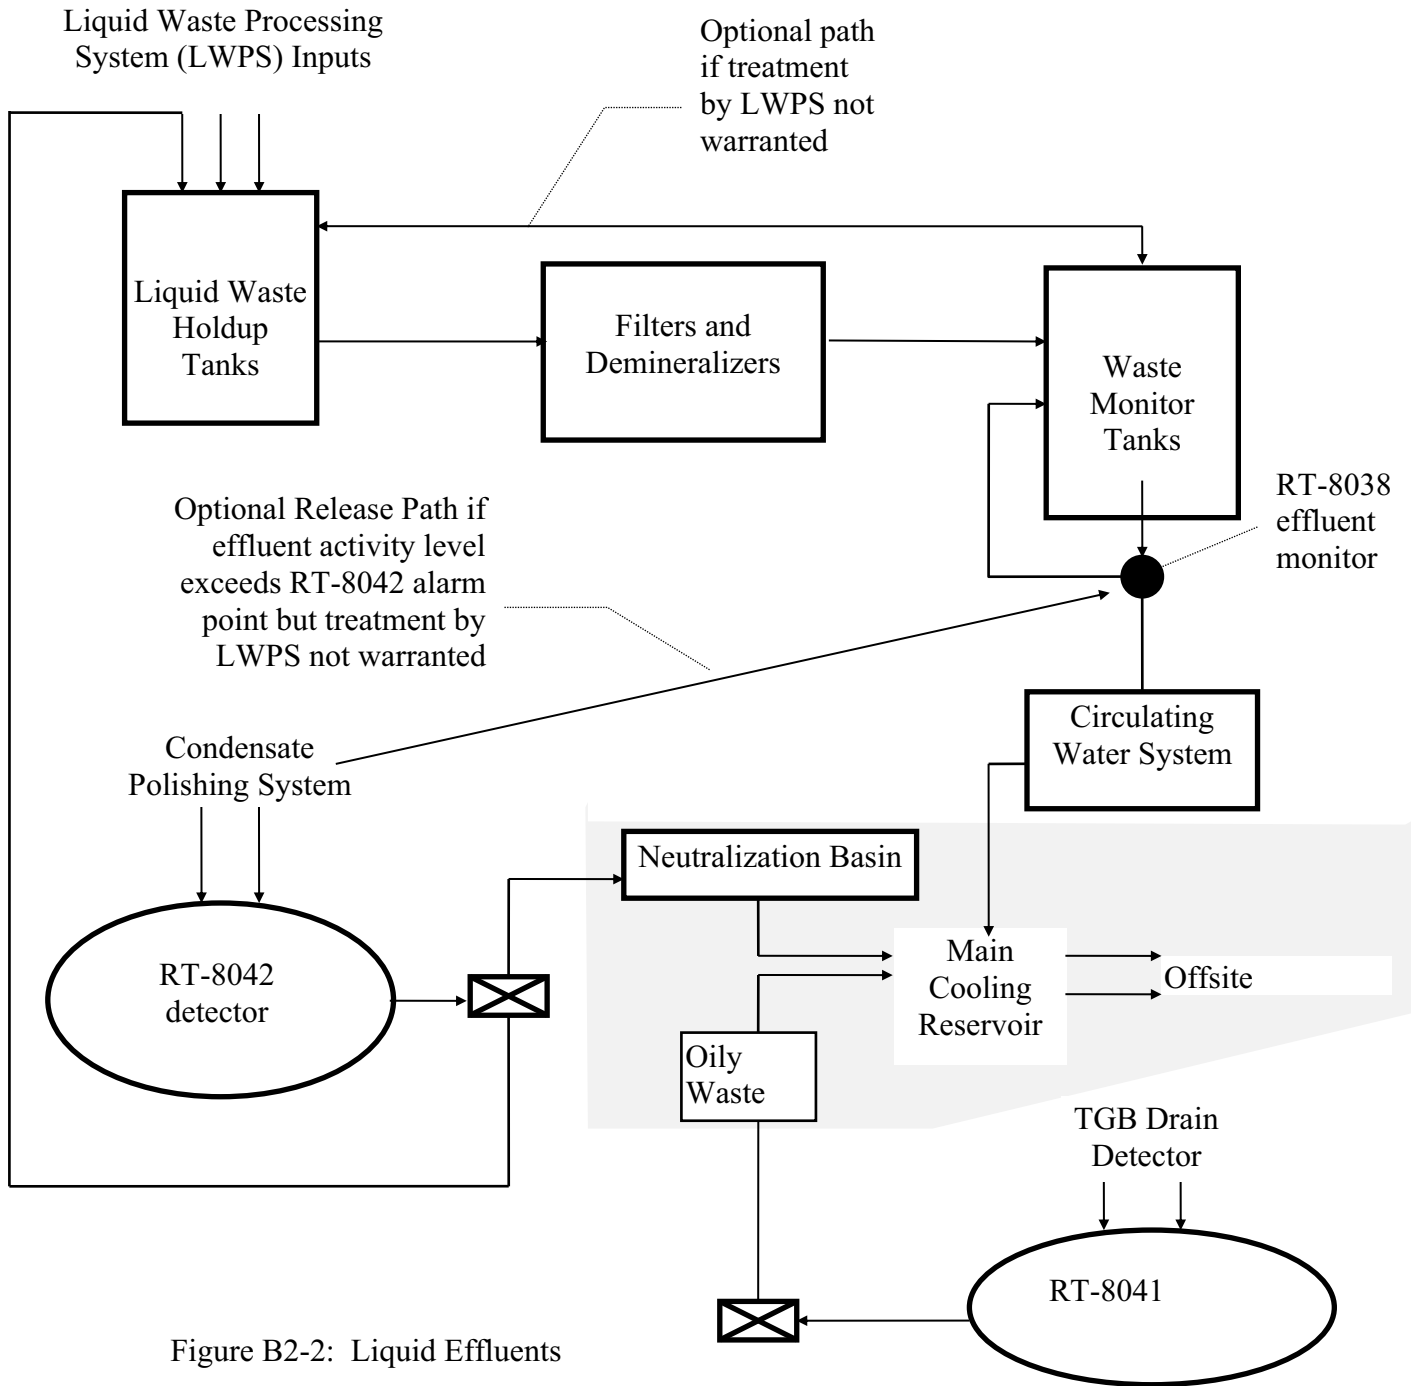 Liquid Waste Processing
System (LWPS) Inputs
Optional path
if treatment
by LWPS not
warranted
Liquid Waste
Holdup
Tanks
Filters and
Demineralizers
Waste
Monitor
Tanks
RT-8038
effluent
monitor
Optional Release Path if
effluent activity level
exceeds RT-8042 alarm
point but treatment by
LWPS not warranted
Circulating
Water System
Condensate
Polishing System
Neutralization Basin
RT-8042
detector
Main
Cooling
Reservoir
Offsite
Oily
Waste
TGB Drain
Detector
RT-8041
Figure B2-2:  Liquid Effluents